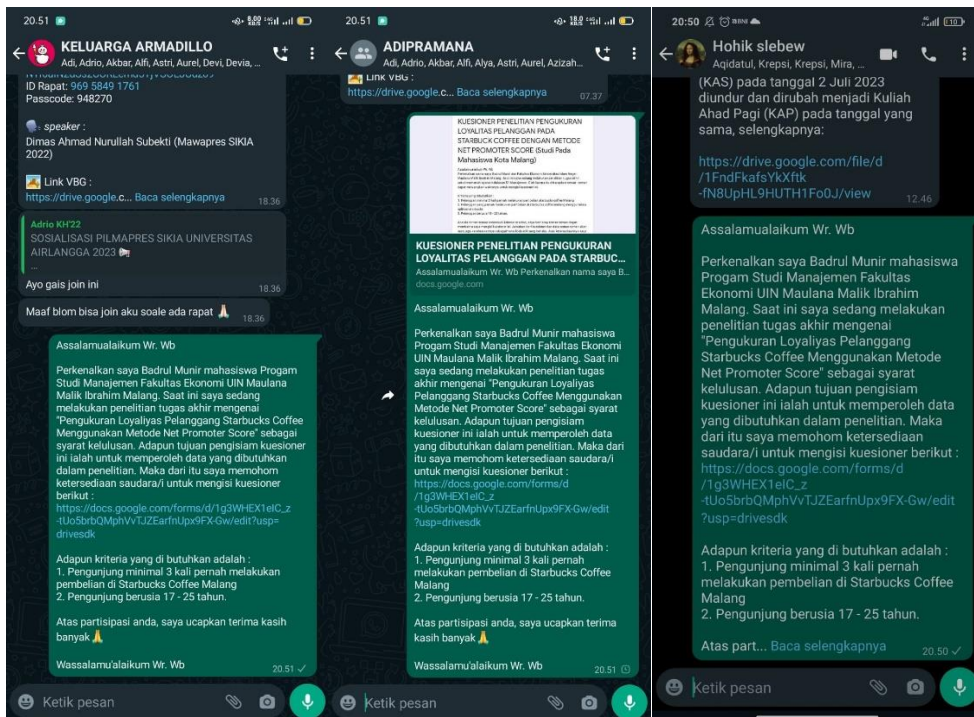 20.51
KELUARGA ARMADILLO
Adi, Adrio, Akbar, Alfi, Astri, Aurel, Devi, Devia, ...
ID Rapat: 969 5849 1761
Passcode: 948270
speaker :
Dimas Ahmad Nurullah Subekti (Mawapres SIKIA
2022)
Link VBG :
https://drive.google.c... Baca selengkapnya
18.36
Adrio KH'22
SOSIALISASI PILMAPRES SIKIA UNIVERSITAS
AIRLANGGA 2023
...
Ayo gais join ini
18.36
Maaf blom bisa join aku soale ada rapat
18.36
Assalamualaikum Wr. Wb
Perkenalkan saya Badrul Munir mahasiswa Progam
Studi Manajemen Fakultas Ekonomi UIN Maulana
Malik Ibrahim Malang. Saat ini saya sedang
melakukan penelitian tugas akhir mengenai
"Pengukuran Loyaliyas Pelanggang Starbucks Coffee
Menggunakan Metode Net Promoter Score" sebagai
syarat kelulusan. Adapun tujuan pengisiam kuesioner
ini ialah untuk memperoleh data yang dibutuhkan
dalam penelitian. Maka dari itu saya memohom
ketersediaan saudara/i untuk mengisi kuesioner
berikut :
https://docs.google.com/forms/d/1g3WHEX1eIC_z
-tUo5brbQMphVvTJZEarfnUpx9FX-Gw/edit?usp=
drivesdk
Adapun kriteria yang di butuhkan adalah :
1. Pengunjung minimal 3 kali pernah melakukan
pembelian di Starbucks Coffee Malang
2. Pengunjung berusia 17 - 25 tahun.
Atas partisipasi anda, saya ucapkan terima kasih
banyak
Wassalamu'alaikum Wr. Wb
20.51
Ketik pesan
20.51
ADIPRAMANA
Adi, Adrio, Akbar, Alfi, Alya, Astri, Aurel, Azizah...
Link VBG :
https://drive.google.c... Baca selengkapnya
07.37
KUESIONER PENELITIAN PENGUKURAN
LOYALITAS PELANGGAN PADA
STARBUCK COFFEE DENGAN METODE
NET PROMOTER SCORE (Studi Pada
Mahasiswa Kota Malang)
KUESIONER PENELITIAN PENGUKURAN
LOYALITAS PELANGGAN PADA STARBUC...
Assalamualaikum Wr. Wb Perkenalkan nama saya B...
docs.google.com
Assalamualaikum Wr. Wb
Perkenalkan saya Badrul Munir mahasiswa
Progam Studi Manajemen Fakultas Ekonomi
UIN Maulana Malik Ibrahim Malang. Saat ini
saya sedang melakukan penelitian tugas
akhir mengenai "Pengukuran Loyaliyas
Pelanggang Starbucks Coffee Menggunakan
Metode Net Promoter Score" sebagai syarat
kelulusan. Adapun tujuan pengisiam
kuesioner ini ialah untuk memperoleh data
yang dibutuhkan dalam penelitian. Maka dari
itu saya memohom ketersediaan saudara/i
untuk mengisi kuesioner berikut :
https://docs.google.com/forms/d
/1g3WHEX1eIC_z
-tUo5brbQMphVvTJZEarfnUpx9FX-Gw/edit
?usp=drivesdk
Adapun kriteria yang di butuhkan adalah :
1. Pengunjung minimal 3 kali pernah
melakukan pembelian di Starbucks Coffee
Malang
2. Pengunjung berusia 17 - 25 tahun.
Atas partisipasi anda, saya ucapkan terima
kasih banyak
Wassalamu'alaikum Wr. Wb
20.51
Ketik pesan
20:50
Hohik slebew
Aqidatul, Krepsi, Krepsi, Mira, ...
(KAS) pada tanggal 2 Juli 2023
diundur dan dirubah menjadi Kuliah
Ahad Pagi (KAP) pada tanggal yang
sama, selengkapnya:
https://drive.google.com/file/d
/1FndFkafsYkXftk
-fN8UpHL9HUTH1Fo0J/view
12.46
Assalamualaikum Wr. Wb
Perkenalkan saya Badrul Munir mahasiswa
Progam Studi Manajemen Fakultas
Ekonomi UIN Maulana Malik Ibrahim
Malang. Saat ini saya sedang melakukan
penelitian tugas akhir mengenai
"Pengukuran Loyaliyas Pelanggang
Starbucks Coffee Menggunakan Metode
Net Promoter Score" sebagai syarat
kelulusan. Adapun tujuan pengisiam
kuesioner ini ialah untuk memperoleh data
yang dibutuhkan dalam penelitian. Maka
dari itu saya memohom ketersediaan
saudara/i untuk mengisi kuesioner berikut :
https://docs.google.com/forms/d
/1g3WHEX1eIC_z
-tUo5brbQMphVvTJZEarfnUpx9FX-Gw/edit
?usp=drivesdk
Adapun kriteria yang di butuhkan adalah :
1. Pengunjung minimal 3 kali pernah
melakukan pembelian di Starbucks Coffee
Malang
2. Pengunjung berusia 17 - 25 tahun.
Atas part... Baca selengkapnya
20.50
Ketik pesan